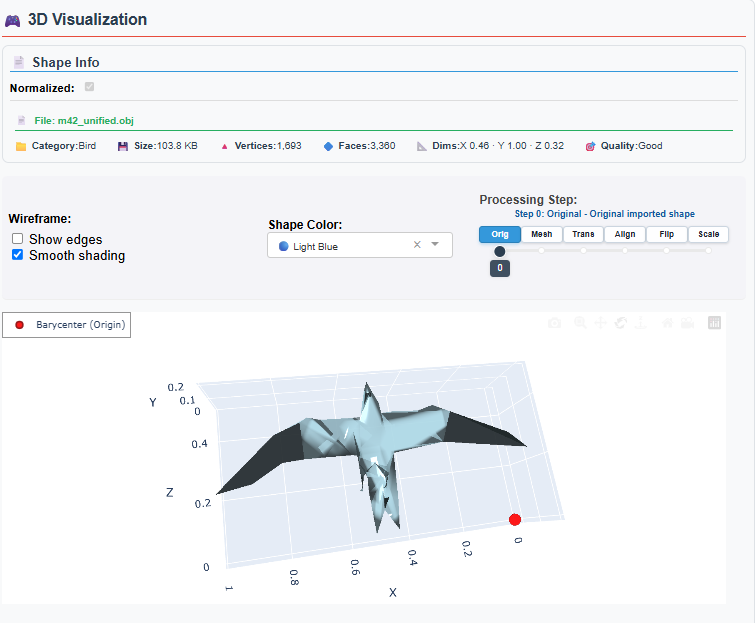 3D Visualization
Shape Info
Normalized:
File: m42_unified.obj
Category:Bird Size:103.8 KB Vertices:1,693 Faces:3,360 Dims:X 0.46 · Y 1.00 · Z 0.32 Quality:Good
Wireframe:
Show edges
Smooth shading
Shape Color:
Light Blue
Processing Step:
Step 0: Original - Original imported shape
Orig Mesh Trans Align Flip Scale
0
Barycenter (Origin)
Y
0.2
0.1
0
Z
0.4
0.2
0
1 0.8 0.6 0.4 0.2 0
X